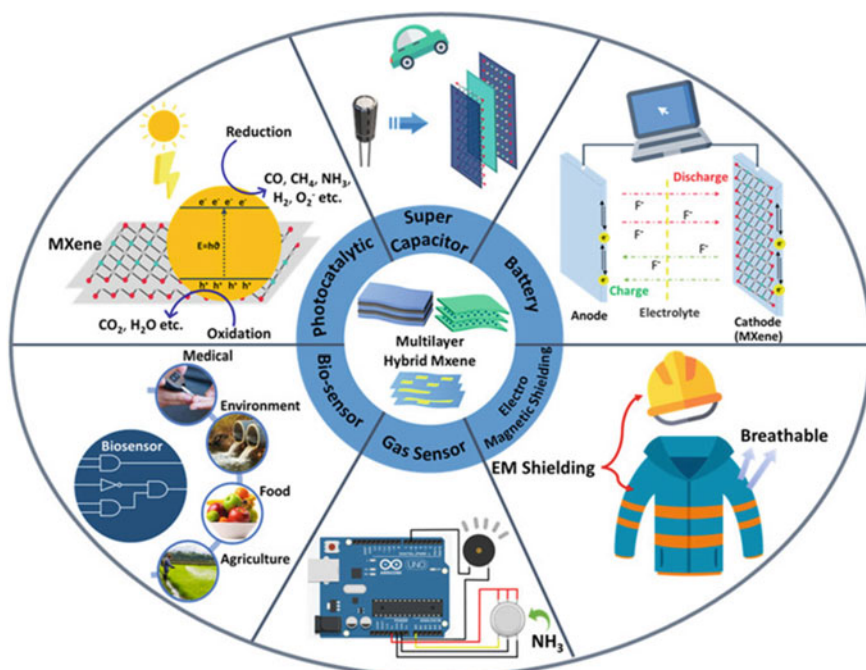 Reduction
CO, CH₄, NH₃,
H₂, O₂⁻ etc.
e⁻ e⁻ e⁻ e⁻
E=hϑ
h⁺ h⁺ h⁺ h⁺
MXene
CO₂, H₂O etc.
Oxidation
Discharge
F⁺
F⁺
F⁺
F⁺
e
e
e
e
Charge
Anode
Electrolyte
Cathode
(MXene)
Photocatalytic
Super
Capacitor
Battery
Electro
Magnetic Shielding
Gas Sensor
Bio-sensor
Multilayer
Hybrid Mxene
Medical
Environment
Biosensor
Food
Agriculture
ARDUINO
UNO
NH₃
EM Shielding
Breathable